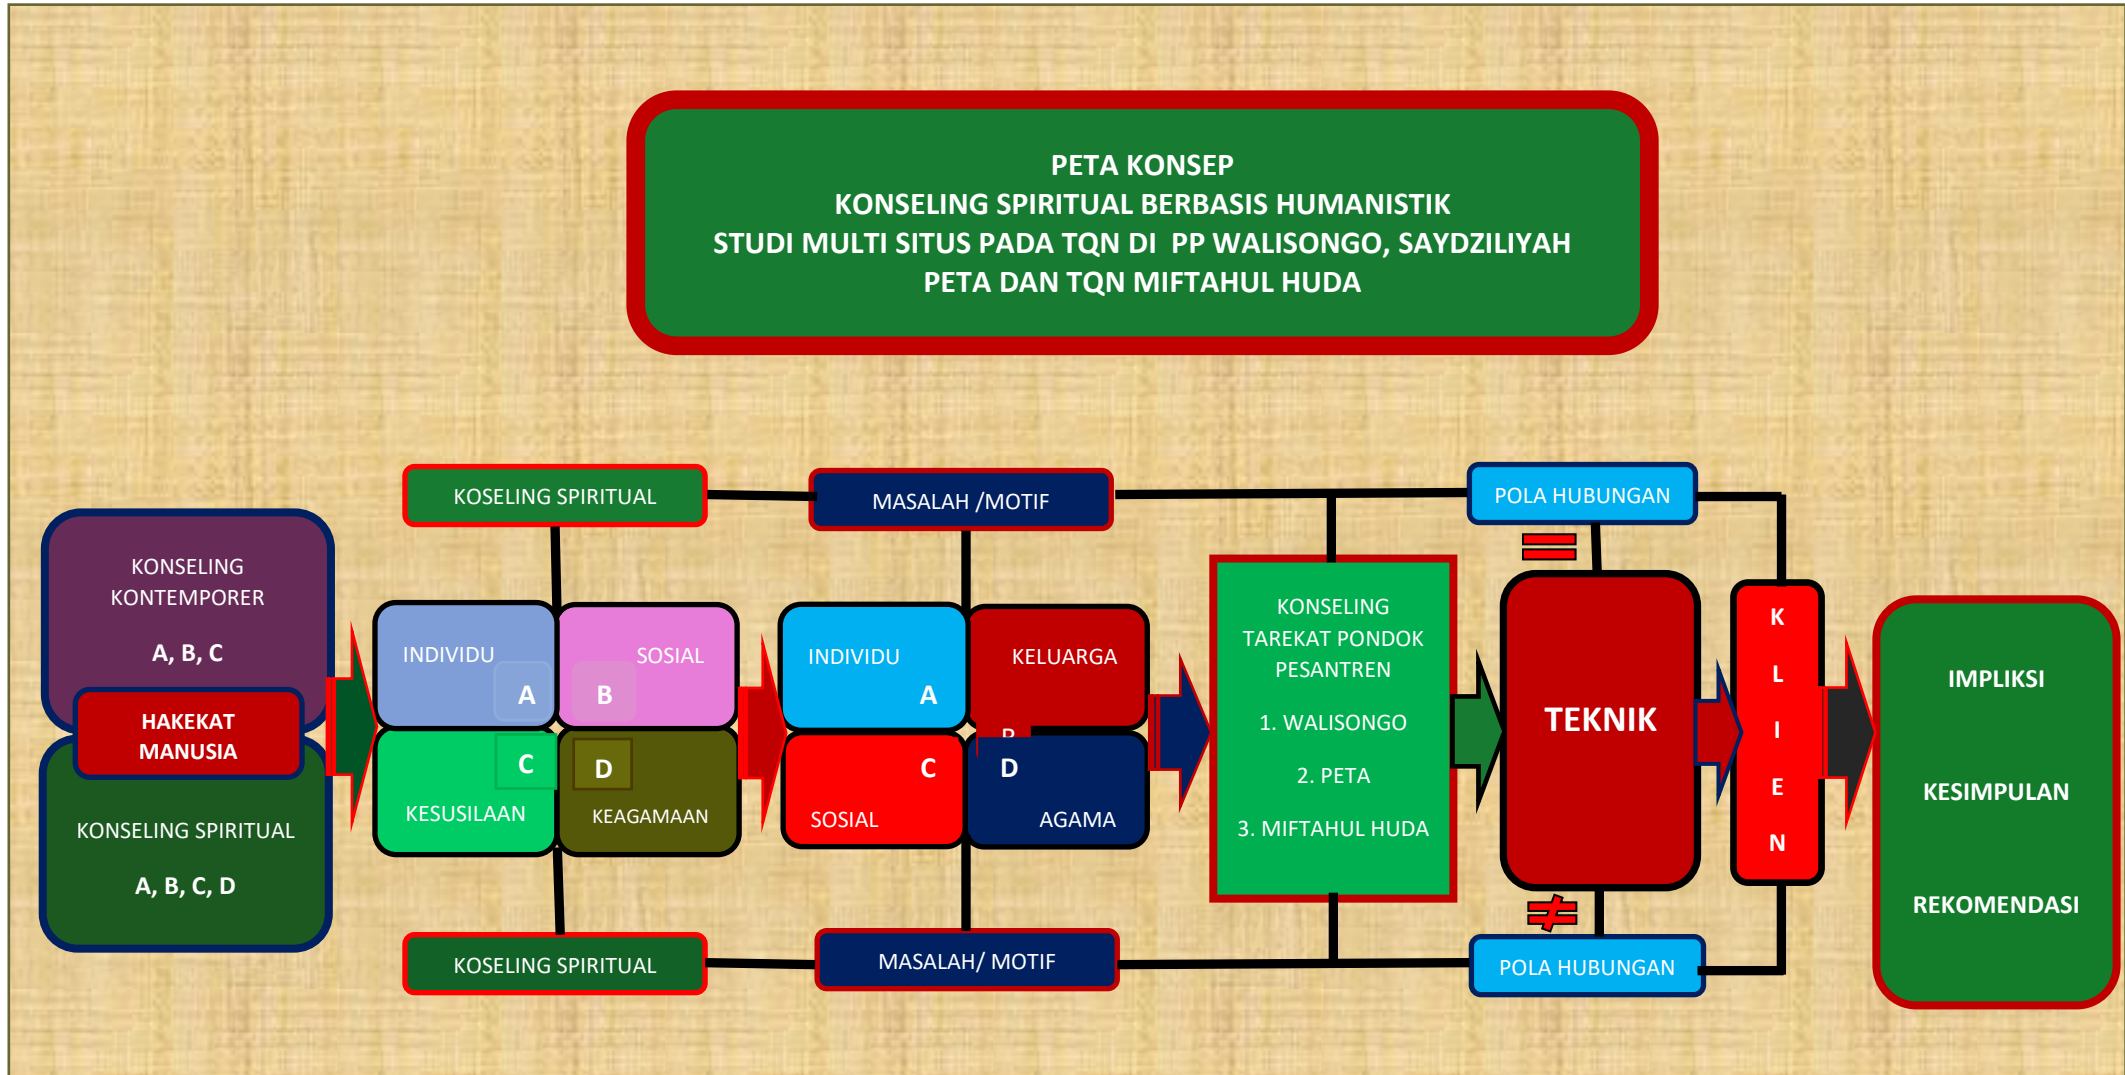 PETA KONSEP
KONSELING SPIRITUAL BERBASIS HUMANISTIK
STUDI MULTI SITUS PADA TQN DI PP WALISONGO, SAYDZILIYAH
PETA DAN TQN MIFTAHUL HUDA
KONSELING
KONTEMPORER
A, B, C
HAKEKAT
MANUSIA
KONSELING SPIRITUAL
A, B, C, D
KOSELING SPIRITUAL
INDIVIDU
A
SOSIAL
B
C
KESUSILAAN
D
KEAGAMAAN
KOSELING SPIRITUAL
MASALAH /MOTIF
INDIVIDU
A
KELUARGA
C
SOSIAL
D
AGAMA
MASALAH/ MOTIF
KONSELING
TAREKAT PONDOK
PESANTREN
1. WALISONGO
2. PETA
3. MIFTAHUL HUDA
POLA HUBUNGAN
=
TEKNIK
≠
POLA HUBUNGAN
K
L
I
E
N
IMPLIKSI
KESIMPULAN
REKOMENDASI